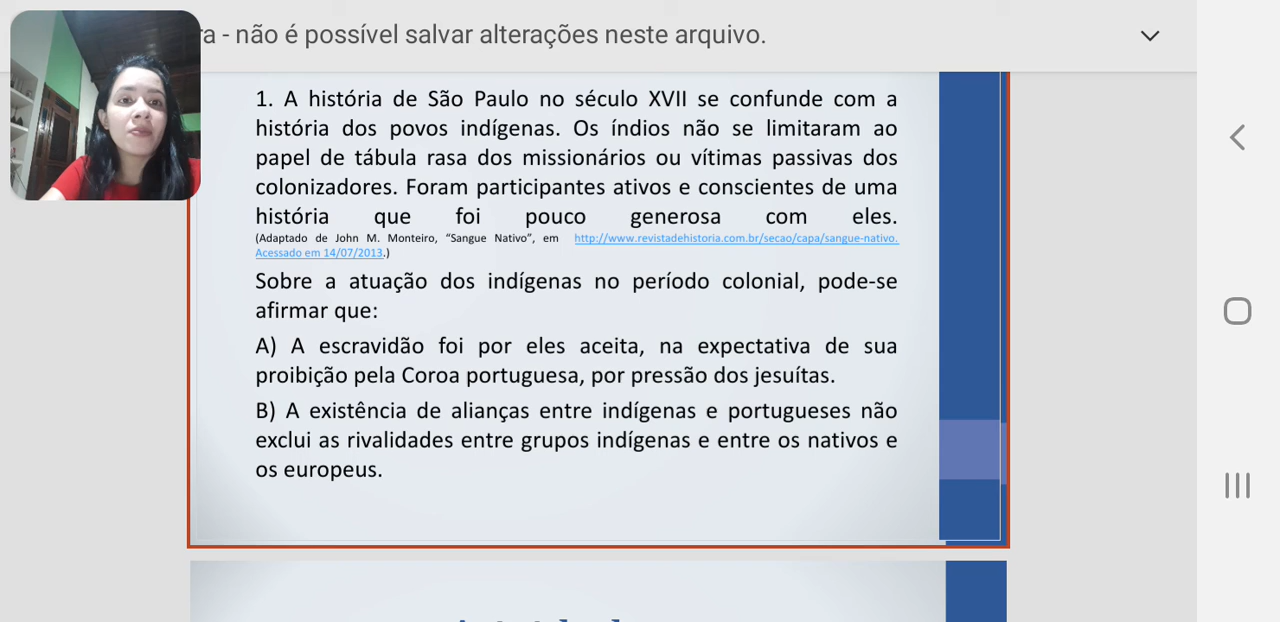 ra - não é possível salvar alterações neste arquivo.
1. A história de São Paulo no século XVII se confunde com a
história dos povos indígenas. Os índios não se limitaram ao
papel de tábula rasa dos missionários ou vítimas passivas dos
colonizadores. Foram participantes ativos e conscientes de uma
história que foi pouco generosa com eles.
(Adaptado de John M. Monteiro, “Sangue Nativo”, em http://www.revistadehistoria.com.br/secao/capa/sangue-nativo.
Acessado em 14/07/2013.)
Sobre a atuação dos indígenas no período colonial, pode-se
afirmar que:
A) A escravidão foi por eles aceita, na expectativa de sua
proibição pela Coroa portuguesa, por pressão dos jesuítas.
B) A existência de alianças entre indígenas e portugueses não
exclui as rivalidades entre grupos indígenas e entre os nativos e
os europeus.